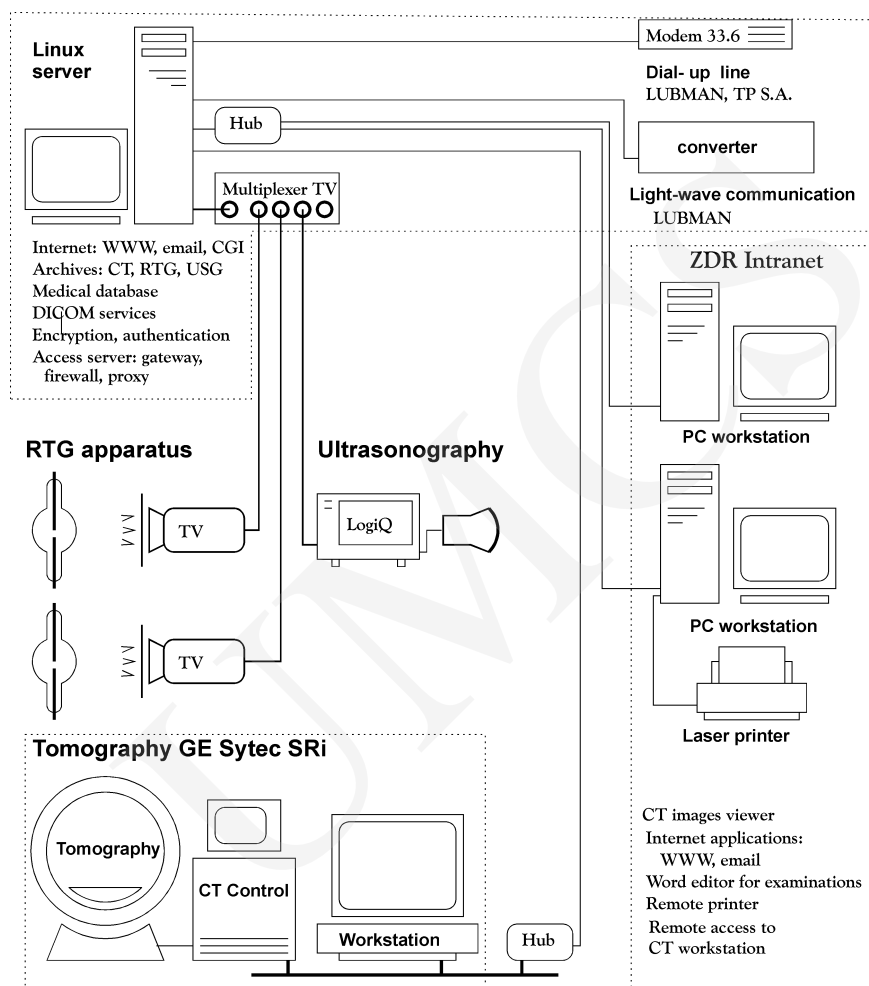 Linux
server
Modem 33.6
Dial- up line
LUBMAN, TP S.A.
Hub
converter
Multiplexer TV
Light-wave communication
LUBMAN
Internet: WWW, email, CGI
Archives: CT, RTG, USG
Medical database
DICOM services
Encryption, authentication
Access server: gateway,
firewall, proxy
ZDR Intranet
PC workstation
RTG apparatus
Ultrasonography
TV
LogiQ
PC workstation
TV
Laser printer
Tomography GE Sytec SRi
Tomography
CT Control
Workstation
Hub
CT images viewer
Internet applications:
WWW, email
Word editor for examinations
Remote printer
Remote access to
CT workstation
UMCS